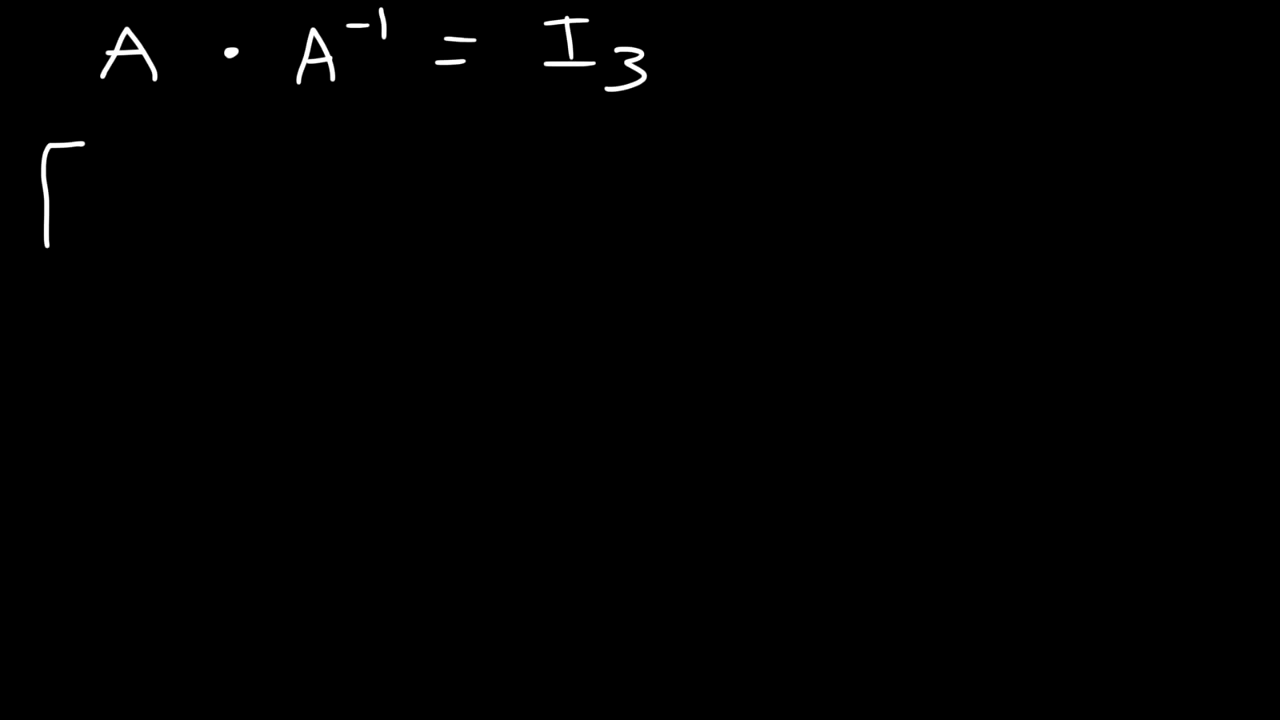 A · A⁻¹ = I₃
[